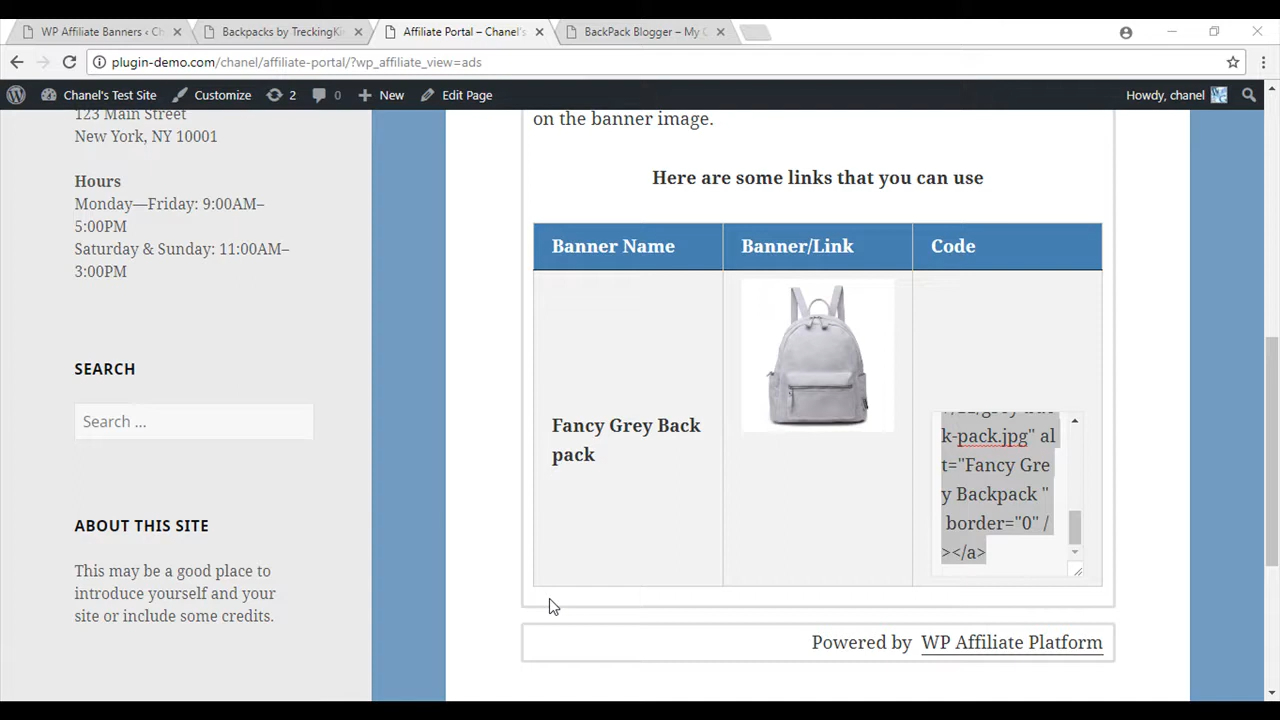 WP Affiliate Banners ‹ C
Backpacks by TreckingKi
Affiliate Portal – Chanel's
BackPack Blogger – My C
plugin-demo.com/chanel/affiliate-portal/?wp_affiliate_view=ads
Chanel's Test Site
Customize
2
0
New
Edit Page
Howdy, chanel
123 Main Street
New York, NY 10001
Hours
Monday—Friday: 9:00AM–
5:00PM
Saturday & Sunday: 11:00AM–
3:00PM
SEARCH
Search …
ABOUT THIS SITE
This may be a good place to
introduce yourself and your
site or include some credits.
on the banner image.
Here are some links that you can use
Banner Name
Banner/Link
Code
Fancy Grey Back
pack
k-pack.jpg" al
t="Fancy Gre
y Backpack "
border="0" /
></a>
Powered by WP Affiliate Platform